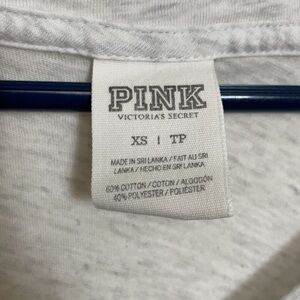 PINK
VICTORIA'S SECRET
XS | TP
MADE IN SRI LANKA / FAIT AU SRI
LANKA / HECHO EN SRI LANKA
60% COTTON / COTON / ALGODÓN
40% POLYESTER / POLIÉSTER